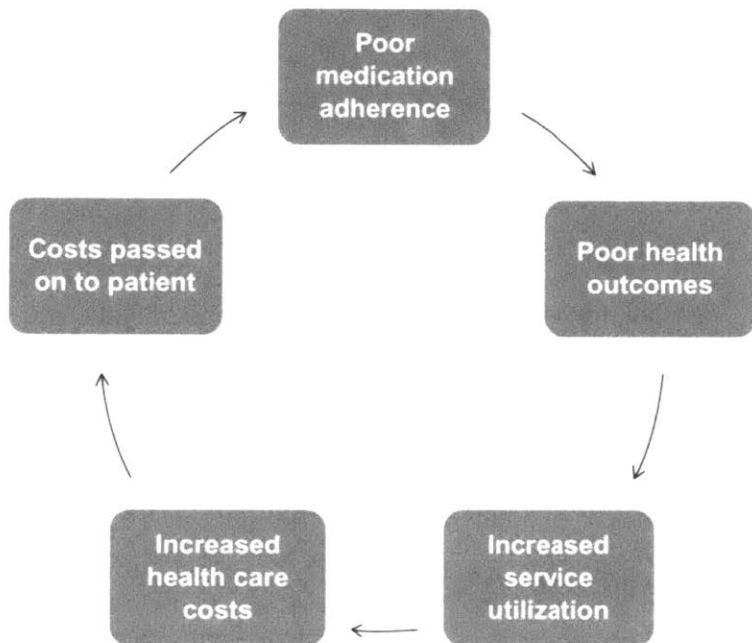 Poor
medication
adherence
Poor health
outcomes
Increased
service
utilization
Increased
health care
costs
Costs passed
on to patient